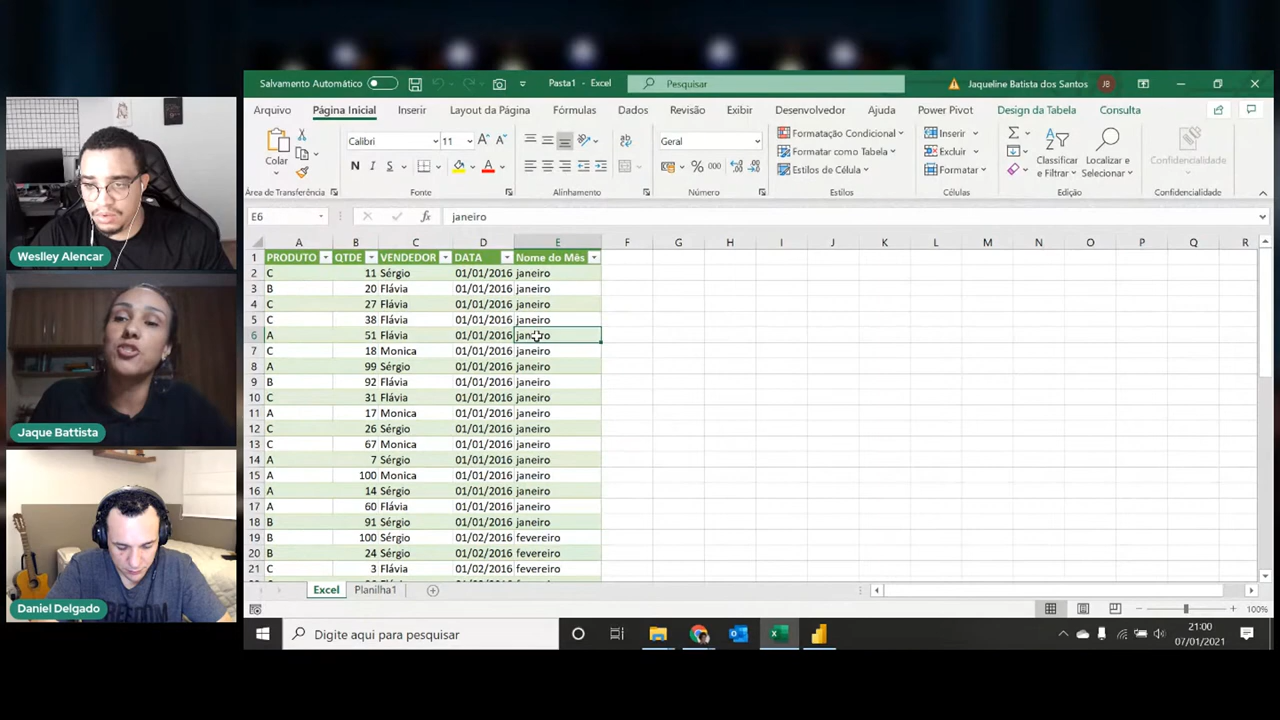 Salvamento Automático
Pasta1 - Excel
Pesquisar
Jaqueline Batista dos Santos
JB
Arquivo
Página Inicial
Inserir
Layout da Página
Fórmulas
Dados
Revisão
Exibir
Desenvolvedor
Ajuda
Power Pivot
Design da Tabela
Consulta
Colar
Calibri
11
N I S
Geral
% 000
Formatação Condicional
Formatar como Tabela
Estilos de Célula
Inserir
Excluir
Formatar
Classificar e Filtrar
Localizar e Selecionar
Confidencialidade
Área de Transferência
Fonte
Alinhamento
Número
Estilos
Células
Edição
Confidencialidade
E6
fx
janeiro
A B C D E F G H I J K L M N O P Q R
1 PRODUTO QTDE VENDEDOR DATA Nome do Mês
2 C 11 Sérgio 01/01/2016 janeiro
3 B 20 Flávia 01/01/2016 janeiro
4 C 27 Flávia 01/01/2016 janeiro
5 C 38 Flávia 01/01/2016 janeiro
6 A 51 Flávia 01/01/2016 janeiro
7 C 18 Monica 01/01/2016 janeiro
8 A 99 Sérgio 01/01/2016 janeiro
9 B 92 Flávia 01/01/2016 janeiro
10 C 31 Flávia 01/01/2016 janeiro
11 A 17 Monica 01/01/2016 janeiro
12 C 26 Sérgio 01/01/2016 janeiro
13 C 67 Monica 01/01/2016 janeiro
14 A 7 Sérgio 01/01/2016 janeiro
15 A 100 Monica 01/01/2016 janeiro
16 A 14 Sérgio 01/01/2016 janeiro
17 A 60 Flávia 01/01/2016 janeiro
18 B 91 Sérgio 01/01/2016 janeiro
19 B 100 Sérgio 01/02/2016 fevereiro
20 B 24 Sérgio 01/02/2016 fevereiro
21 C 3 Flávia 01/02/2016 fevereiro
Excel
Planilha1
100%
Digite aqui para pesquisar
21:00
07/01/2021
Weslley Alencar
Jaque Battista
Daniel Delgado